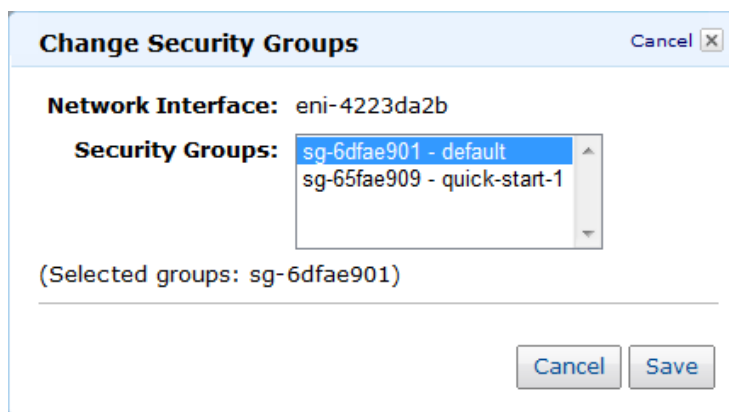 Change Security Groups Cancel
Network Interface: eni-4223da2b
Security Groups: sg-6dfae901 - default
sg-65fae909 - quick-start-1
(Selected groups: sg-6dfae901)
Cancel Save